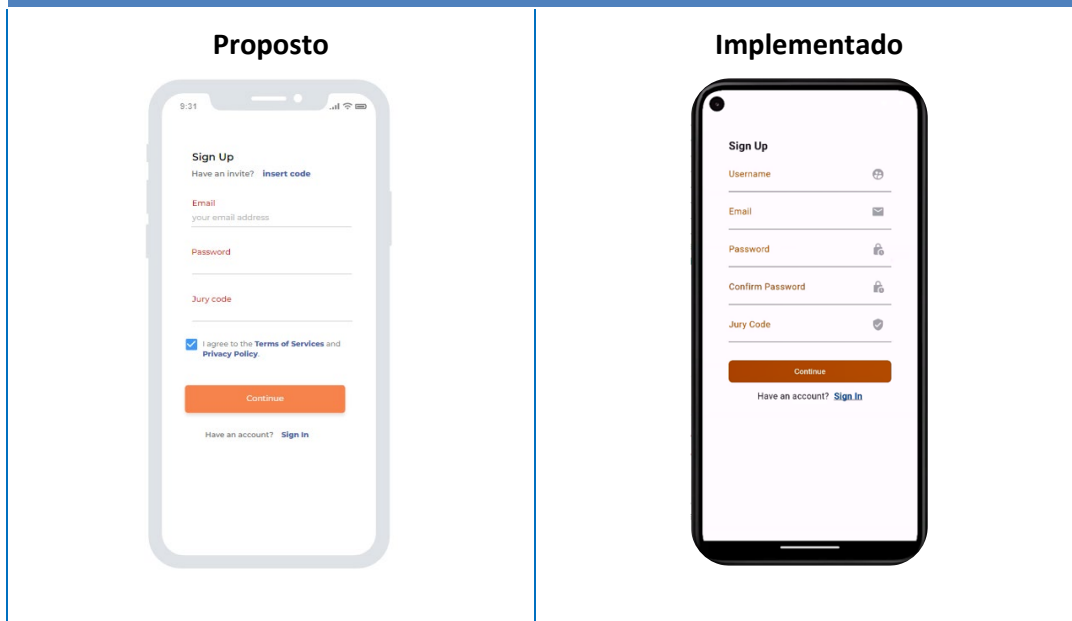 Proposto
9:31
Sign Up
Have an invite? insert code
Email
your email address
Password
Jury code
I agree to the Terms of Services and
Privacy Policy.
Continue
Have an account? Sign In
Implementado
Sign Up
Username
Email
Password
Confirm Password
Jury Code
Continue
Have an account? Sign In